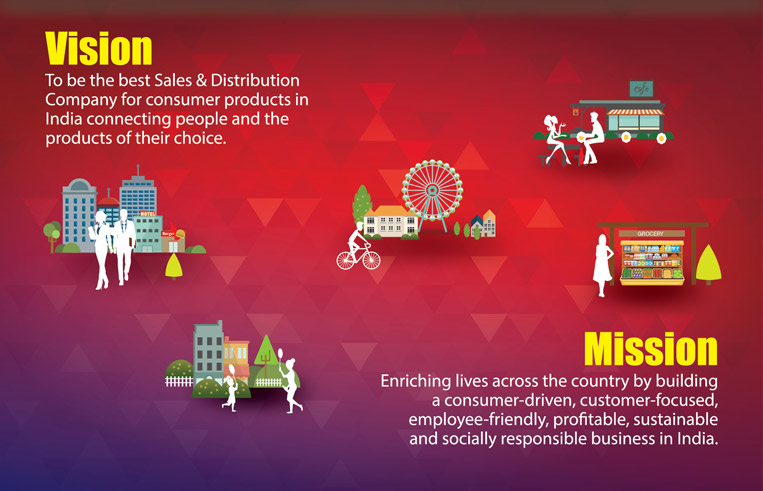 Vision
To be the best Sales & Distribution
Company for consumer products in
India connecting people and the
products of their choice.
cafe
HOTEL
Burger
GROCERY
Mission
Enriching lives across the country by building
a consumer-driven, customer-focused,
employee-friendly, profitable, sustainable
and socially responsible business in India.